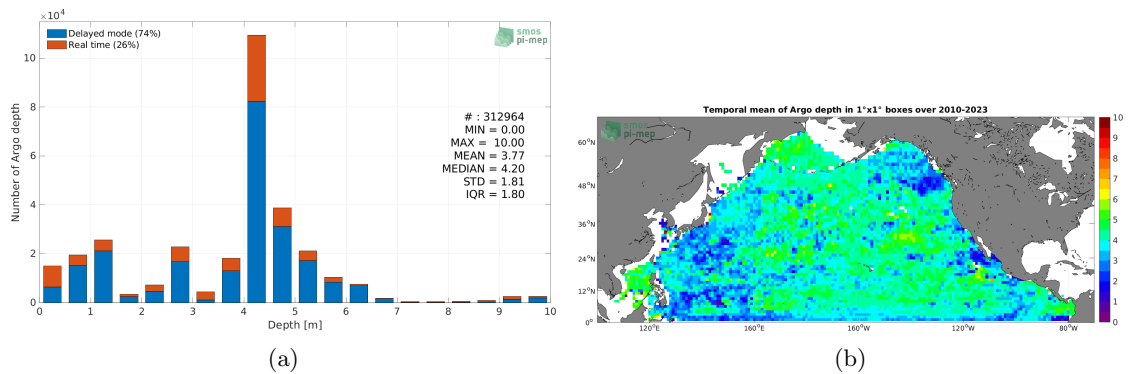 ×10⁴
Delayed mode (74%)
Real time (26%)
smos
pi-mep
# : 312964
MIN = 0.00
MAX = 10.00
MEAN = 3.77
MEDIAN = 4.20
STD = 1.81
IQR = 1.80
Number of Argo depth
10
8
6
4
2
0
0 1 2 3 4 5 6 7 8 9 10
Depth [m]
(a)
Temporal mean of Argo depth in 1°x1° boxes over 2010-2023
smos
pi-mep
60°N
48°N
36°N
24°N
12°N
0°
120°E 160°E 160°W 120°W 80°W
10
9
8
7
6
5
4
3
2
1
0
(b)